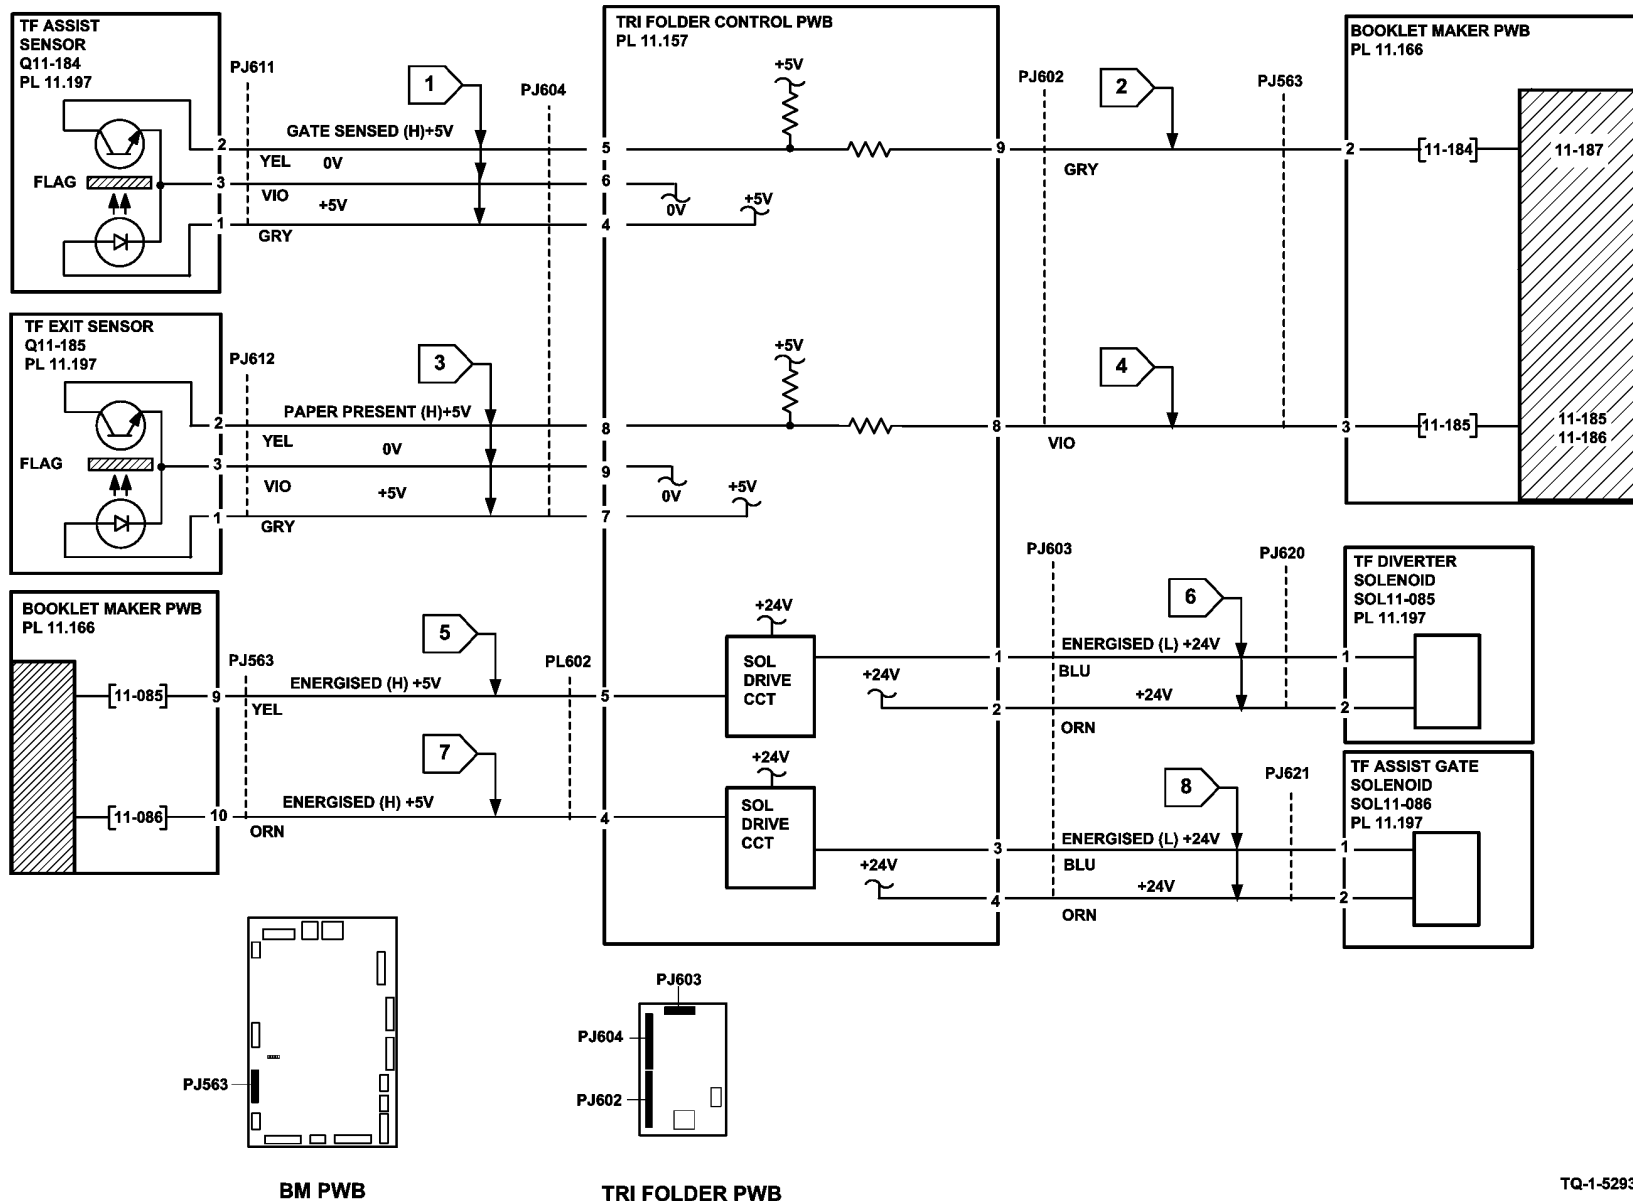 TF ASSIST
SENSOR
Q11-184
PL 11.197
FLAG
2
3
1
PJ611
1
GATE SENSED (H)+5V
YEL
0V
VIO
+5V
GRY
PJ604
TRI FOLDER CONTROL PWB
PL 11.157
5
6
4
+5V
0V
+5V
9
PJ602
2
GRY
PJ563
BOOKLET MAKER PWB
PL 11.166
2
11-184
11-187
TF EXIT SENSOR
Q11-185
PL 11.197
FLAG
2
3
1
PJ612
3
PAPER PRESENT (H)+5V
YEL
0V
VIO
+5V
GRY
8
9
7
+5V
0V
+5V
8
4
VIO
3
11-185
11-185
11-186
BOOKLET MAKER PWB
PL 11.166
11-085
9
11-086
10
PJ563
5
ENERGISED (H) +5V
YEL
7
ENERGISED (H) +5V
ORN
PL602
5
4
+24V
SOL
DRIVE
CCT
+24V
+24V
SOL
DRIVE
CCT
+24V
1
2
3
4
PJ603
6
ENERGISED (L) +24V
BLU
+24V
ORN
PJ620
TF DIVERTER
SOLENOID
SOL11-085
PL 11.197
1
2
8
ENERGISED (L) +24V
BLU
+24V
ORN
PJ621
TF ASSIST GATE
SOLENOID
SOL11-086
PL 11.197
1
2
PJ563
BM PWB
PJ603
PJ604
PJ602
TRI FOLDER PWB
TQ-1-5293